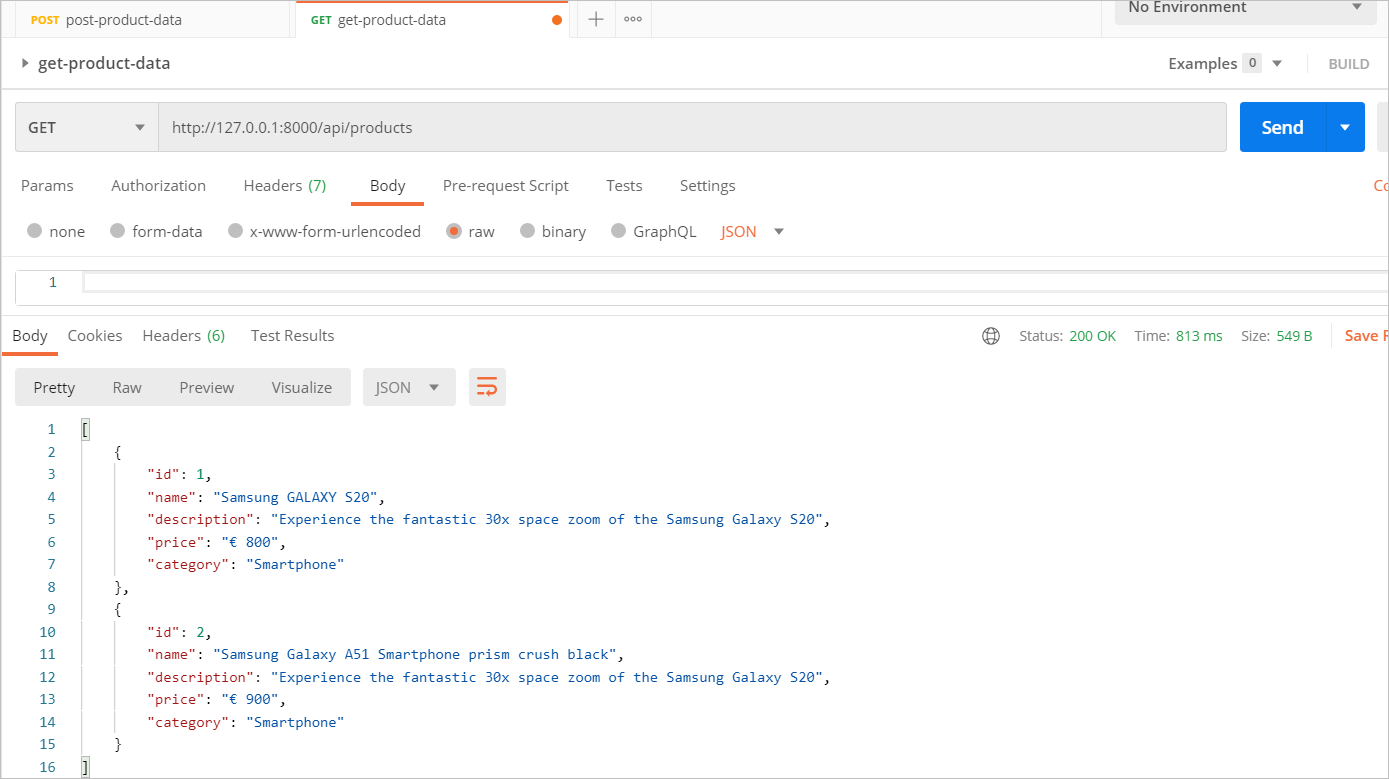 POST post-product-data GET get-product-data No Environment
get-product-data Examples 0 BUILD
GET http://127.0.0.1:8000/api/products Send
Params Authorization Headers (7) Body Pre-request Script Tests Settings
none form-data x-www-form-urlencoded raw binary GraphQL JSON
1
Body Cookies Headers (6) Test Results Status: 200 OK Time: 813 ms Size: 549 B Save
Pretty Raw Preview Visualize JSON
1 [
2 {
3 "id": 1,
4 "name": "Samsung GALAXY S20",
5 "description": "Experience the fantastic 30x space zoom of the Samsung Galaxy S20",
6 "price": "€ 800",
7 "category": "Smartphone"
8 },
9 {
10 "id": 2,
11 "name": "Samsung Galaxy A51 Smartphone prism crush black",
12 "description": "Experience the fantastic 30x space zoom of the Samsung Galaxy S20",
13 "price": "€ 900",
14 "category": "Smartphone"
15 }
16 ]